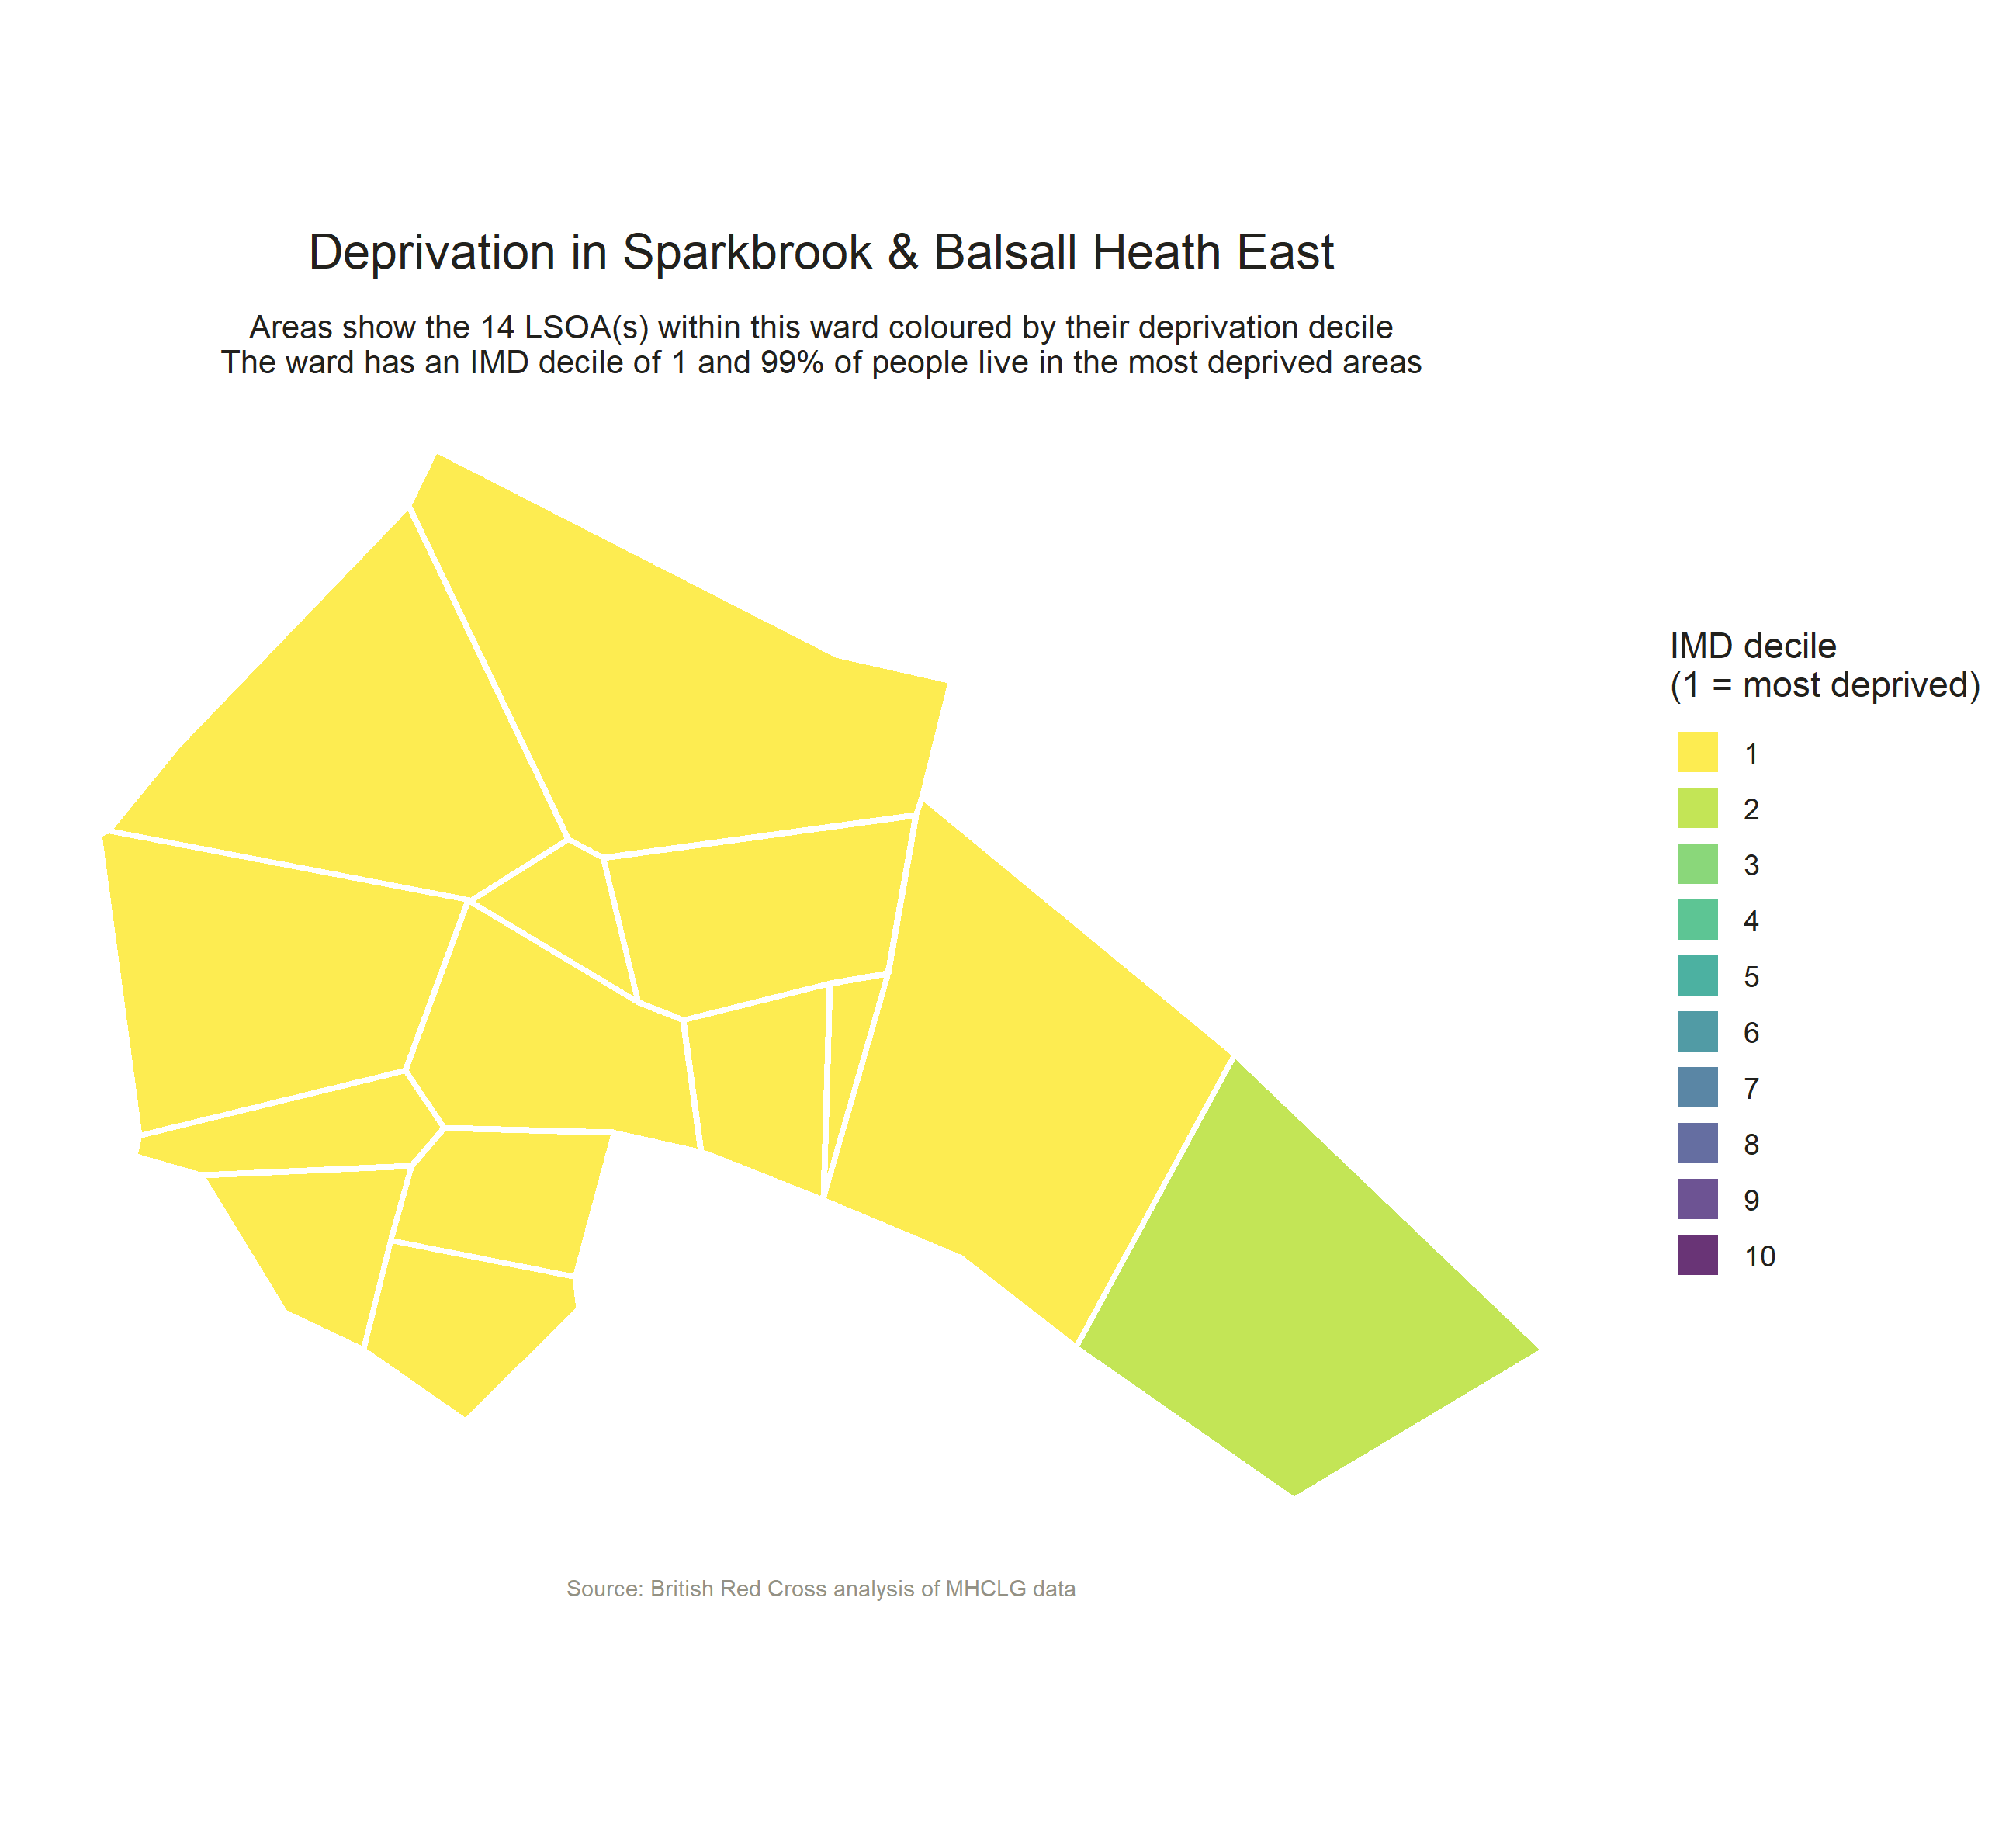 Deprivation in Sparkbrook & Balsall Heath East
Areas show the 14 LSOA(s) within this ward coloured by their deprivation decile
The ward has an IMD decile of 1 and 99% of people live in the most deprived areas
IMD decile
(1 = most deprived)
1
2
3
4
5
6
7
8
9
10
Source: British Red Cross analysis of MHCLG data